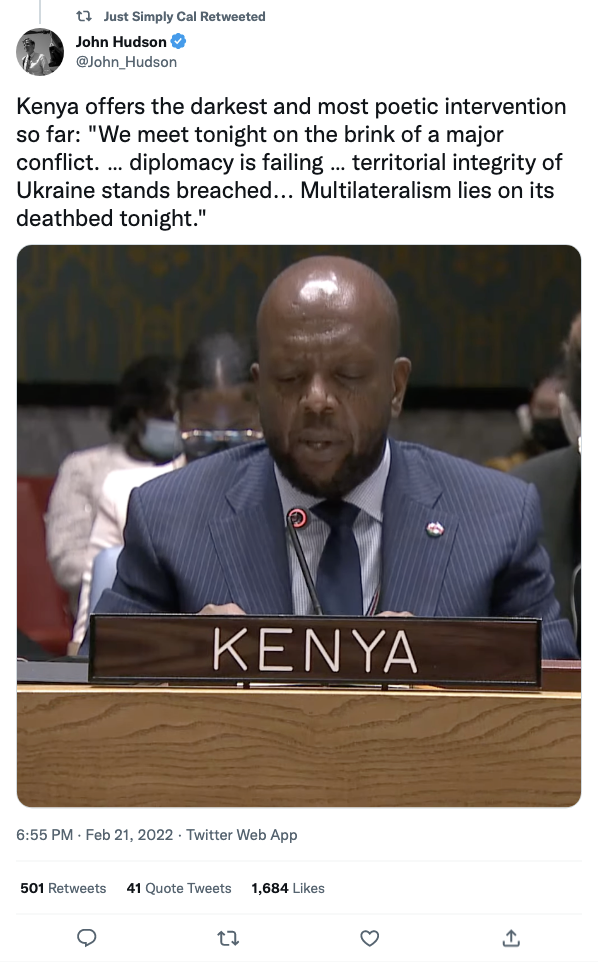 Just Simply Cal Retweeted
John Hudson
@John_Hudson
Kenya offers the darkest and most poetic intervention
so far: "We meet tonight on the brink of a major
conflict. ... diplomacy is failing ... territorial integrity of
Ukraine stands breached... Multilateralism lies on its
deathbed tonight."
KENYA
6:55 PM · Feb 21, 2022 · Twitter Web App
501 Retweets 41 Quote Tweets 1,684 Likes